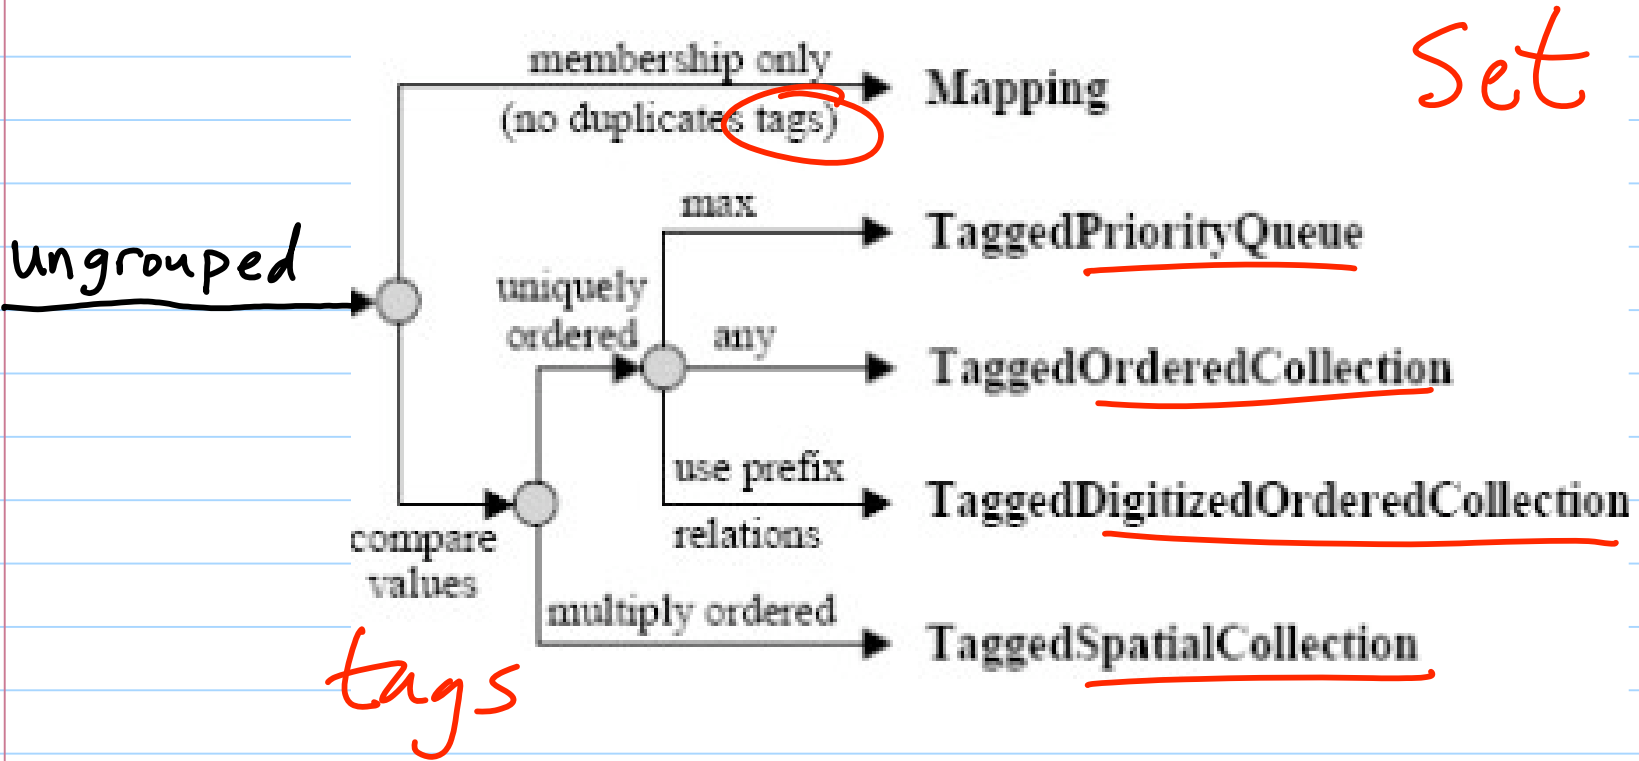 membership only
(no duplicates tags)
Mapping
Set
max
TaggedPriorityQueue
ungrouped
uniquely
ordered
any
TaggedOrderedCollection
use prefix
relations
TaggedDigitizedOrderedCollection
compare
values
multiply ordered
TaggedSpatialCollection
tags